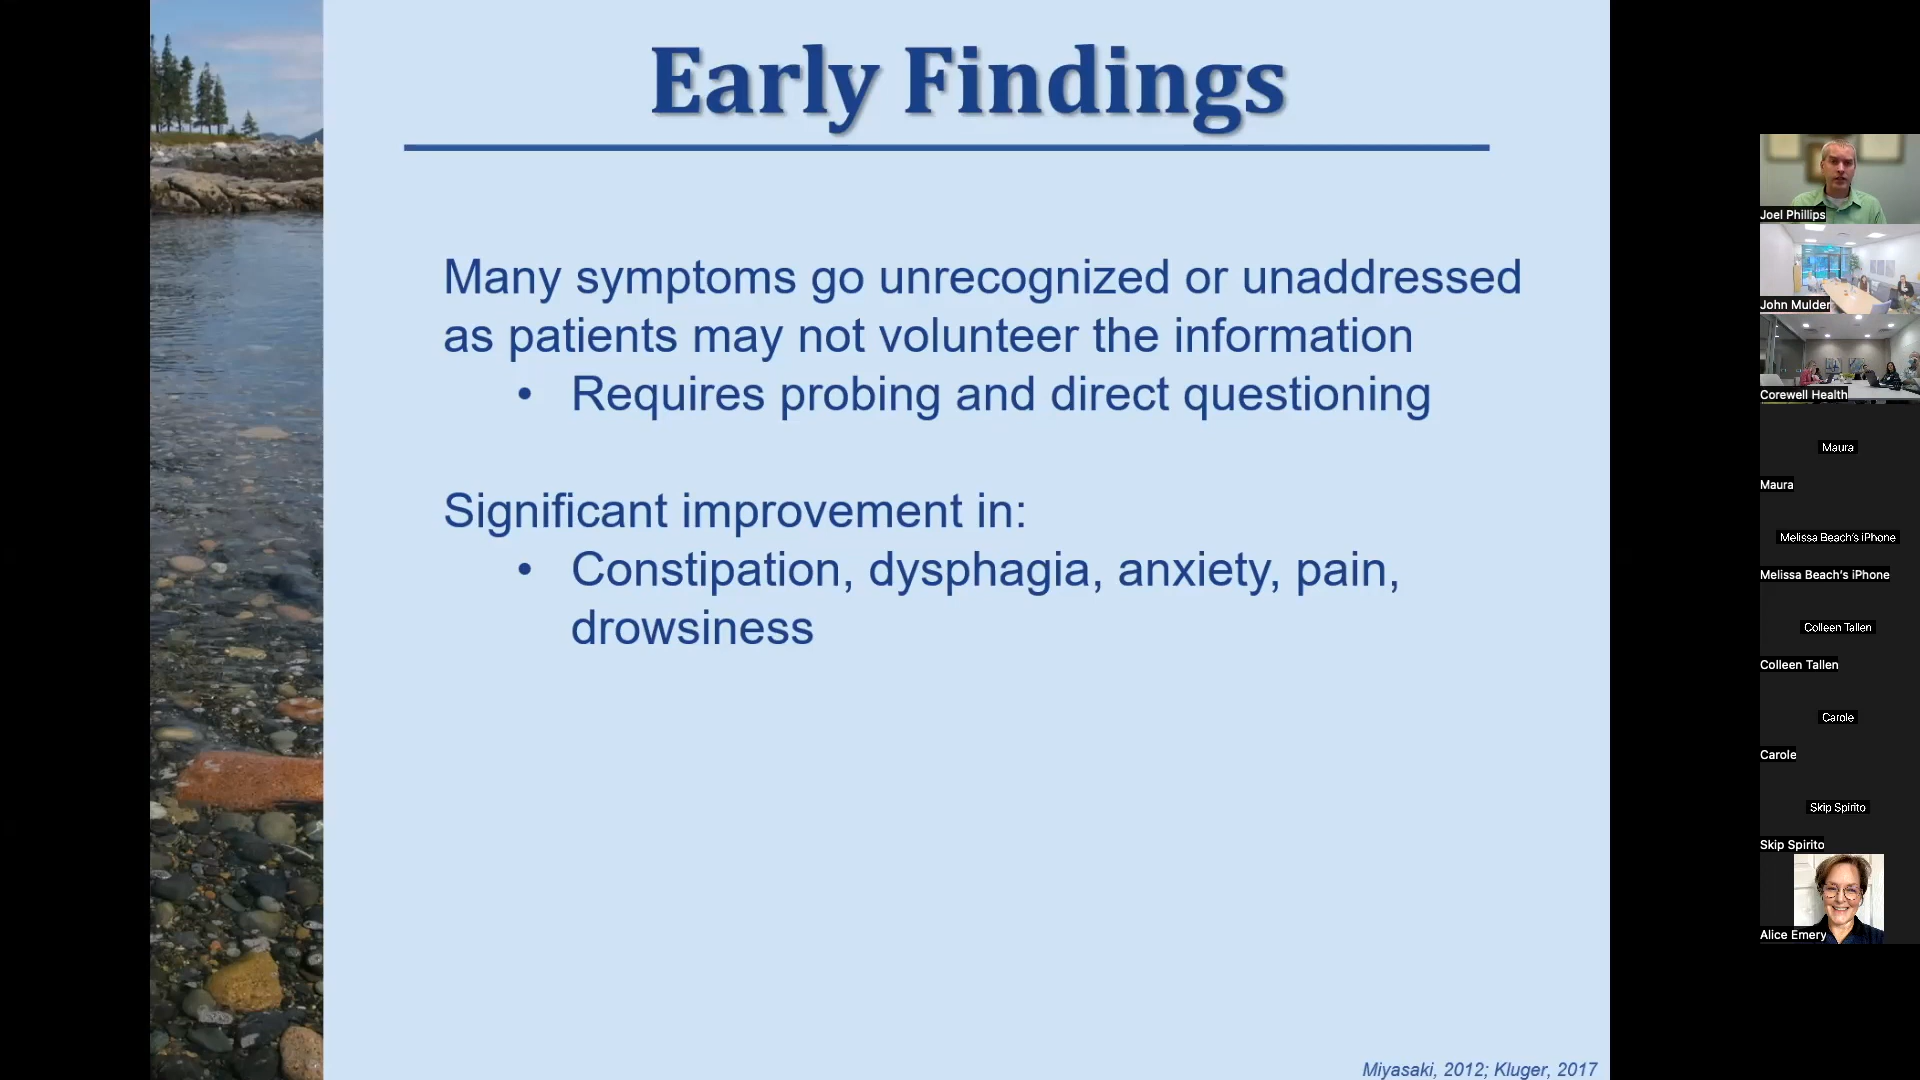 Early Findings
Many symptoms go unrecognized or unaddressed
as patients may not volunteer the information
• Requires probing and direct questioning
Significant improvement in:
• Constipation, dysphagia, anxiety, pain,
drowsiness
Miyasaki, 2012; Kluger, 2017
Joel Phillips
John Mulder
Corewell Health
Maura
Maura
Melissa Beach's iPhone
Melissa Beach's iPhone
Colleen Tallen
Colleen Tallen
Carole
Carole
Skip Spirito
Skip Spirito
Alice Emery